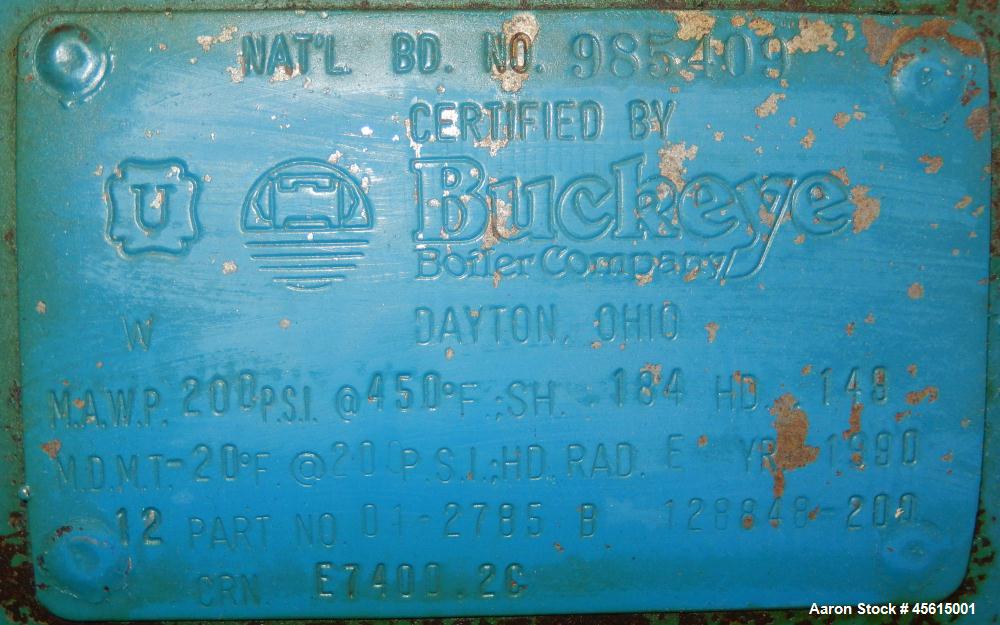 NAT'L BD. NO. 985409
CERTIFIED BY
U
Buckeye
Boiler Company
W
DAYTON, OHIO
M.A.W.P. 200 P.S.I. @ 450°F.;SH. .184 HD. .148
M.D.M.T. -20°F. @ 200 P.S.I.;HD. RAD. E YR. 1990
12 PART NO. 01-2785 B 128848-200
CRN E7400.2C
Aaron Stock # 45615001